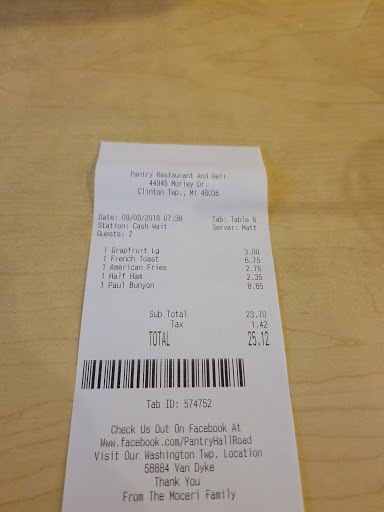 Pantry Restaurant And Deli
44945 Morley Dr.
Clinton Twp., MI 48036
Date: 09/09/2018 07:38 Tab: Table 6
Station: Cash Wait Server: Matt
Guests: 2
1 Grapfruit Lg 3.00
1 French Toast 6.75
1 American Fries 2.75
1 Half Ham 2.35
1 Paul Bunyon 8.85
Sub Total 23.70
Tax 1.42
TOTAL 25.12
Tab ID: 574752
Check Us Out On Facebook At
Www.facebook.com/PantryHallRoad
Visit Our Washington Twp. Location
58884 Van Dyke
Thank You
From The Moceri Family